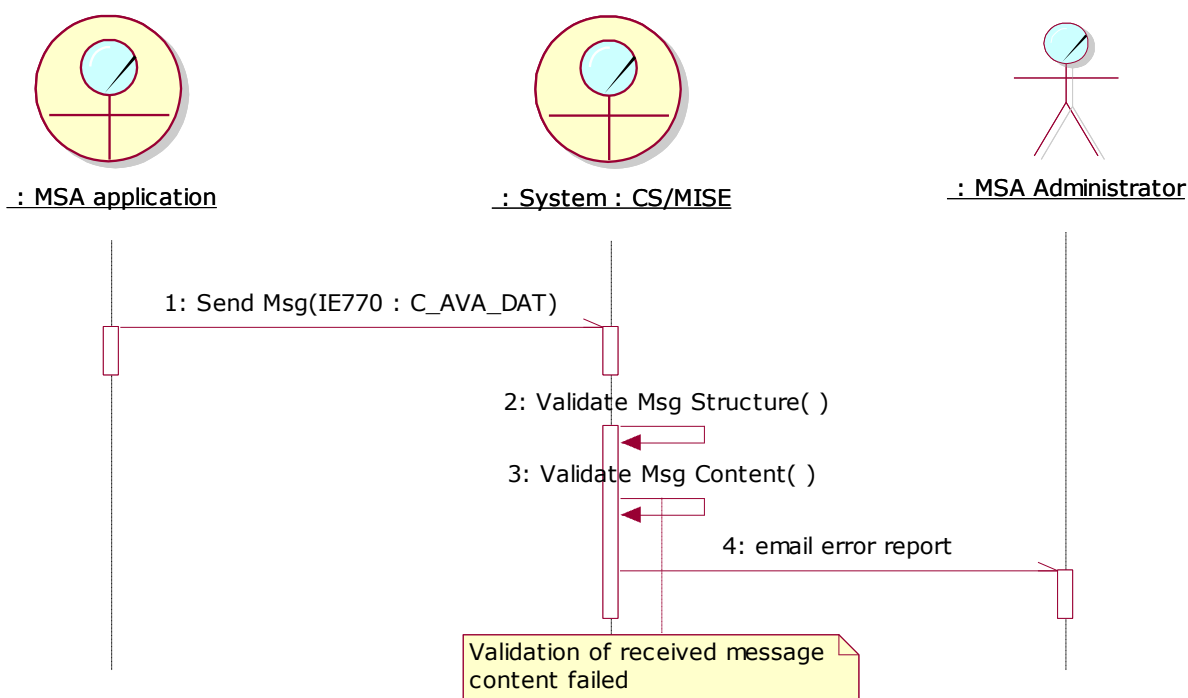 : MSA application
: System : CS/MISE
: MSA Administrator
1: Send Msg(IE770 : C_AVA_DAT)
2: Validate Msg Structure( )
3: Validate Msg Content( )
4: email error report
Validation of received message
content failed